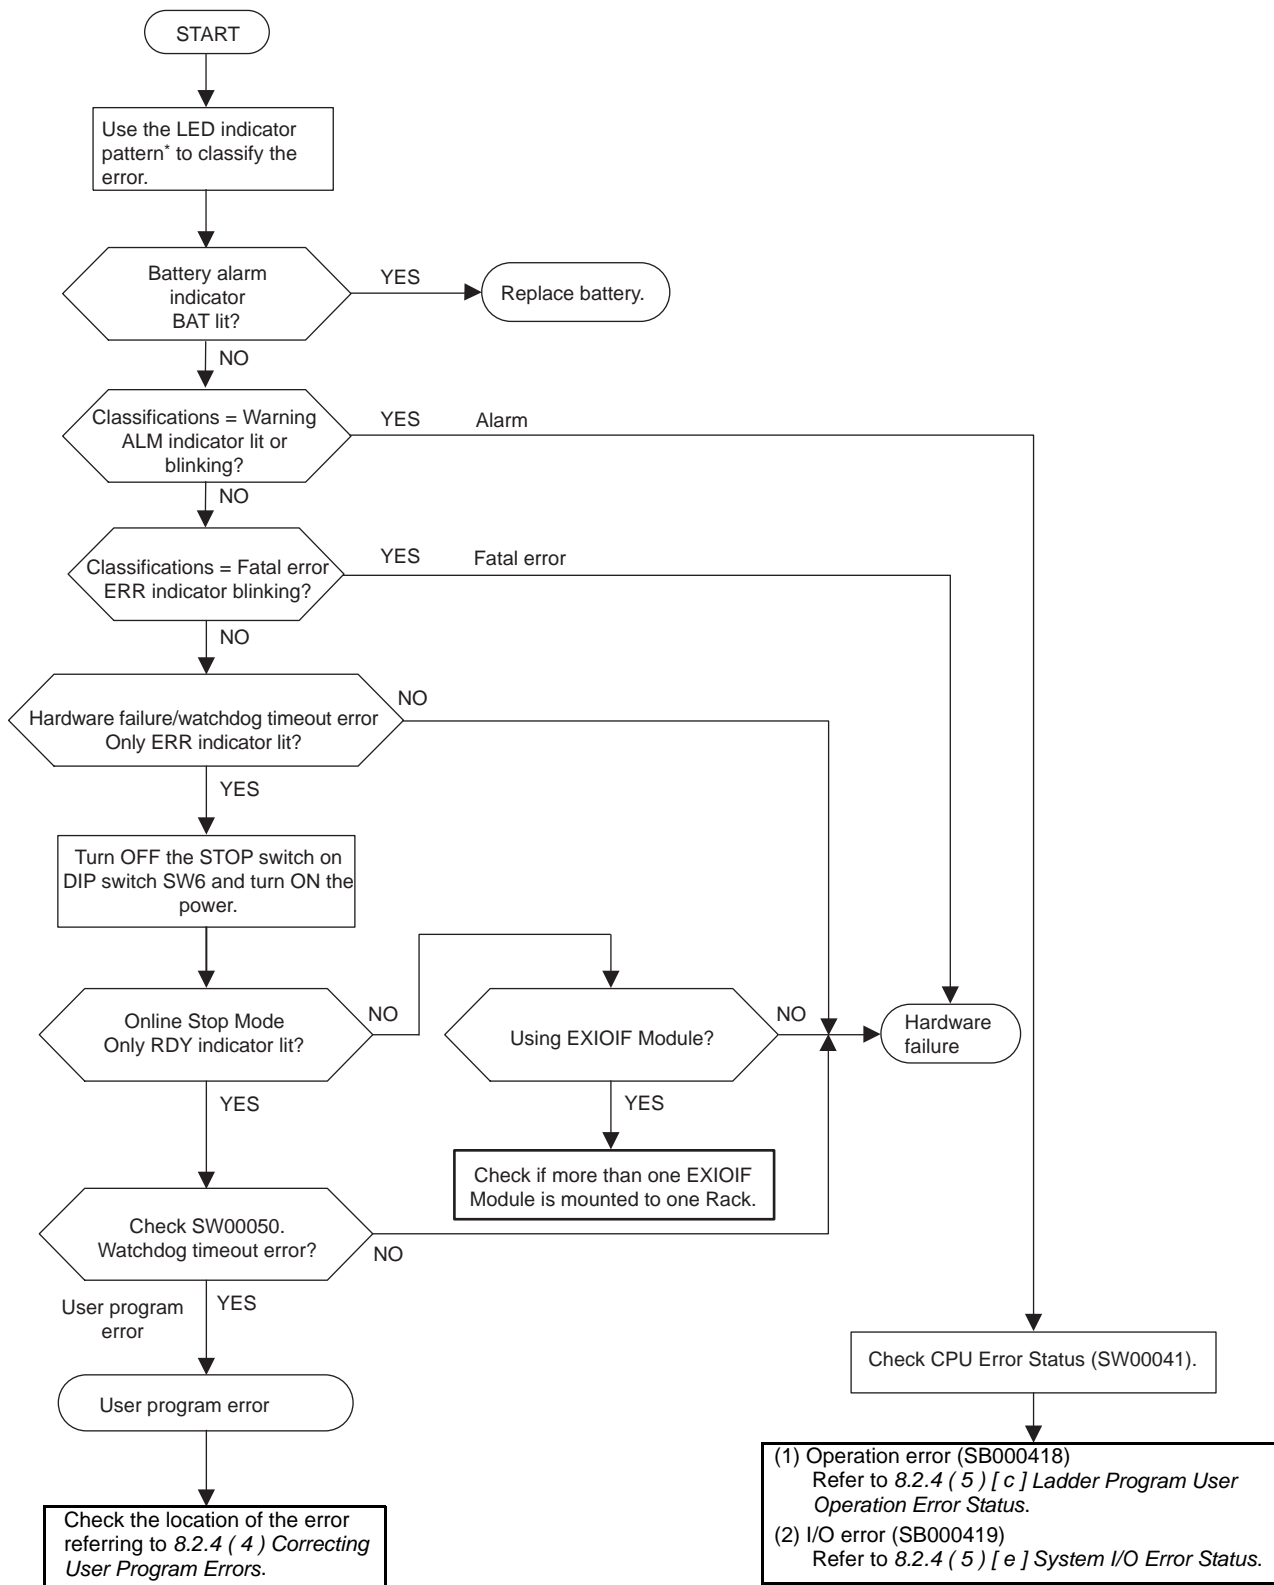 START
Use the LED indicator
pattern* to classify the
error.
Battery alarm
indicator
BAT lit?
YES
Replace battery.
NO
Classifications = Warning
ALM indicator lit or
blinking?
YES
Alarm
NO
Classifications = Fatal error
ERR indicator blinking?
YES
Fatal error
NO
Hardware failure/watchdog timeout error
Only ERR indicator lit?
NO
YES
Turn OFF the STOP switch on
DIP switch SW6 and turn ON the
power.
Online Stop Mode
Only RDY indicator lit?
NO
Using EXIOIF Module?
NO
Hardware
failure
YES
YES
Check if more than one EXIOIF
Module is mounted to one Rack.
Check SW00050.
Watchdog timeout error?
NO
User program
error
YES
Check CPU Error Status (SW00041).
User program error
(1) Operation error (SB000418)
Refer to 8.2.4 ( 5 ) [ c ] Ladder Program User
Operation Error Status.
(2) I/O error (SB000419)
Refer to 8.2.4 ( 5 ) [ e ] System I/O Error Status.
Check the location of the error
referring to 8.2.4 ( 4 ) Correcting
User Program Errors.